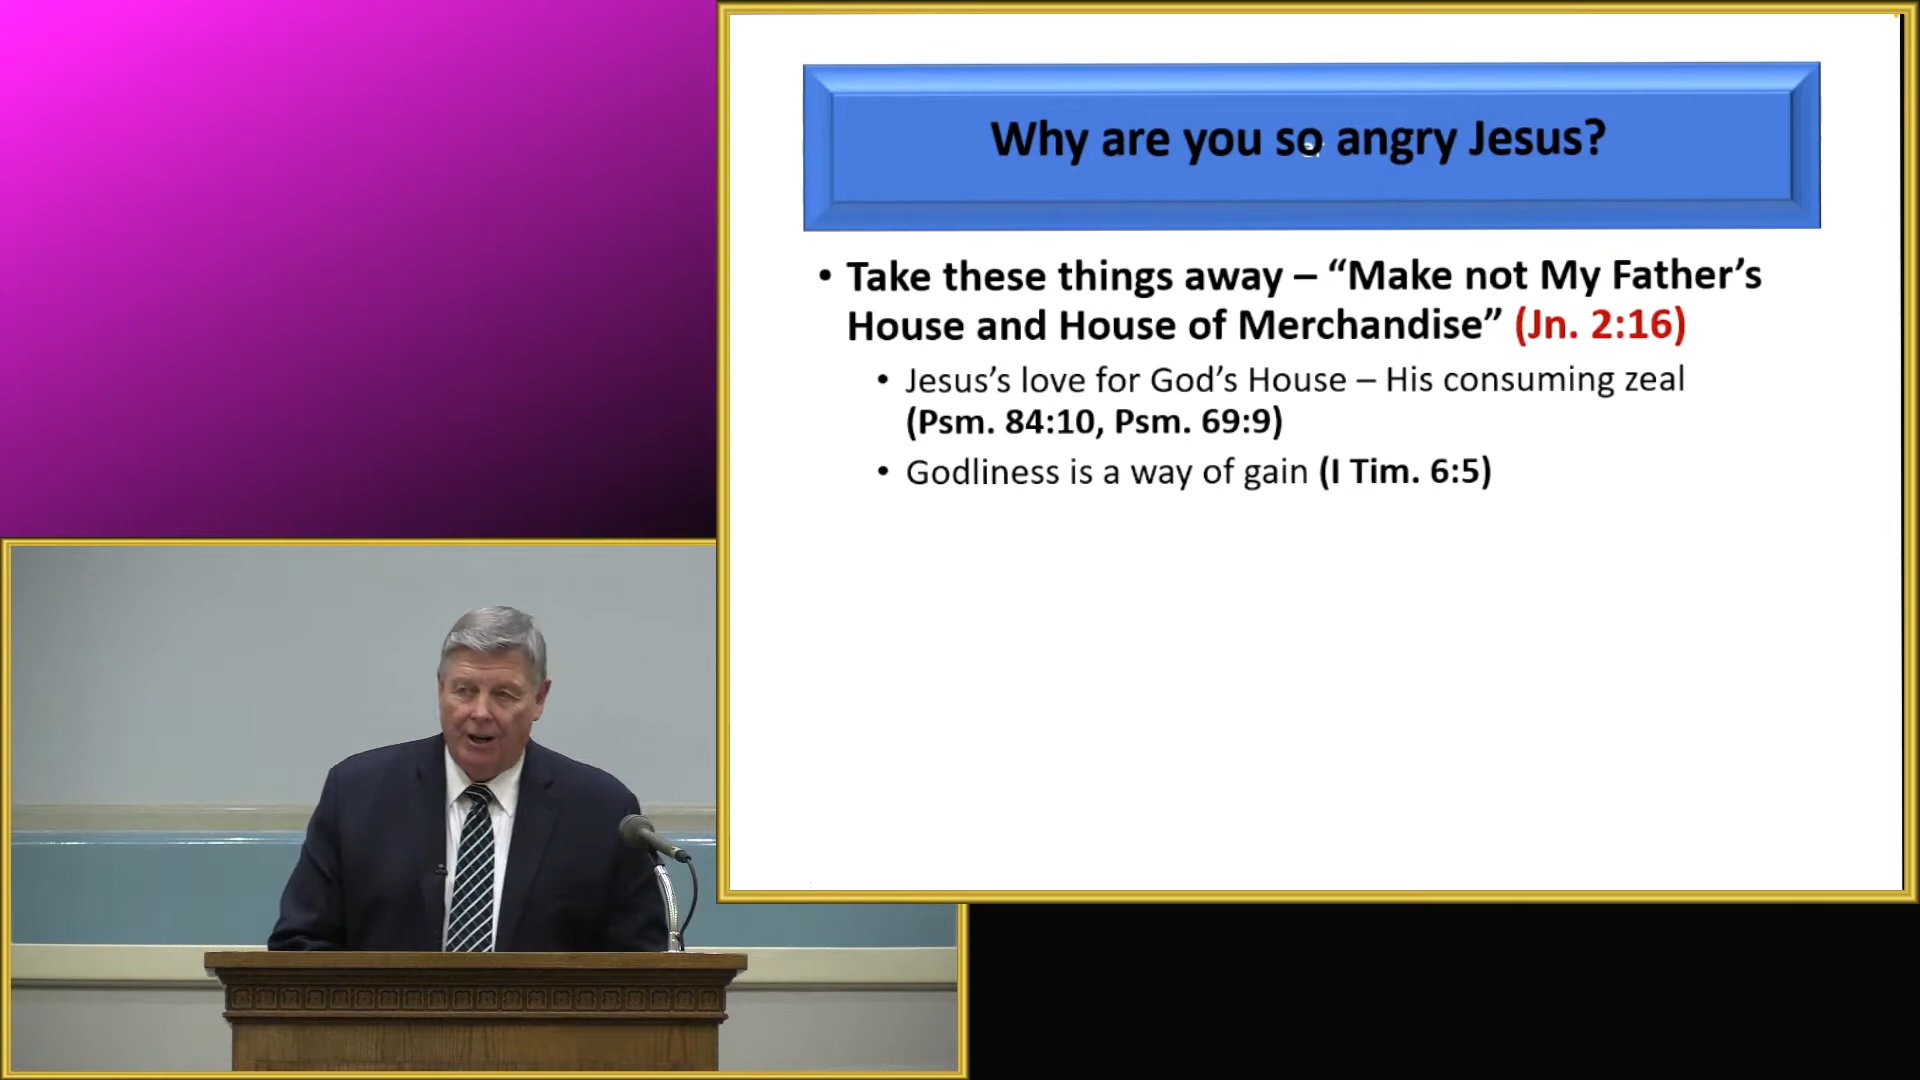 Why are you so angry Jesus?
• Take these things away – “Make not My Father’s
House and House of Merchandise” (Jn. 2:16)
• Jesus’s love for God’s House – His consuming zeal
(Psm. 84:10, Psm. 69:9)
• Godliness is a way of gain (I Tim. 6:5)